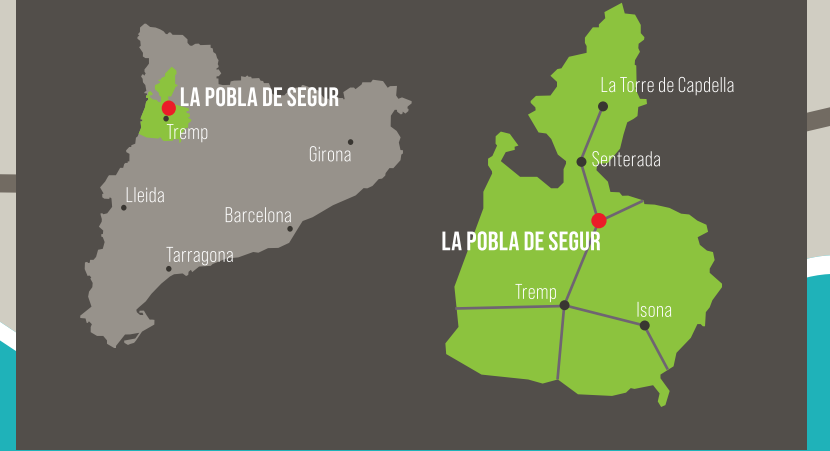 LA POBLA DE SEGUR
Tremp
Girona
Lleida
Barcelona
Tarragona
La Torre de Capdella
Senterada
LA POBLA DE SEGUR
Tremp
Isona